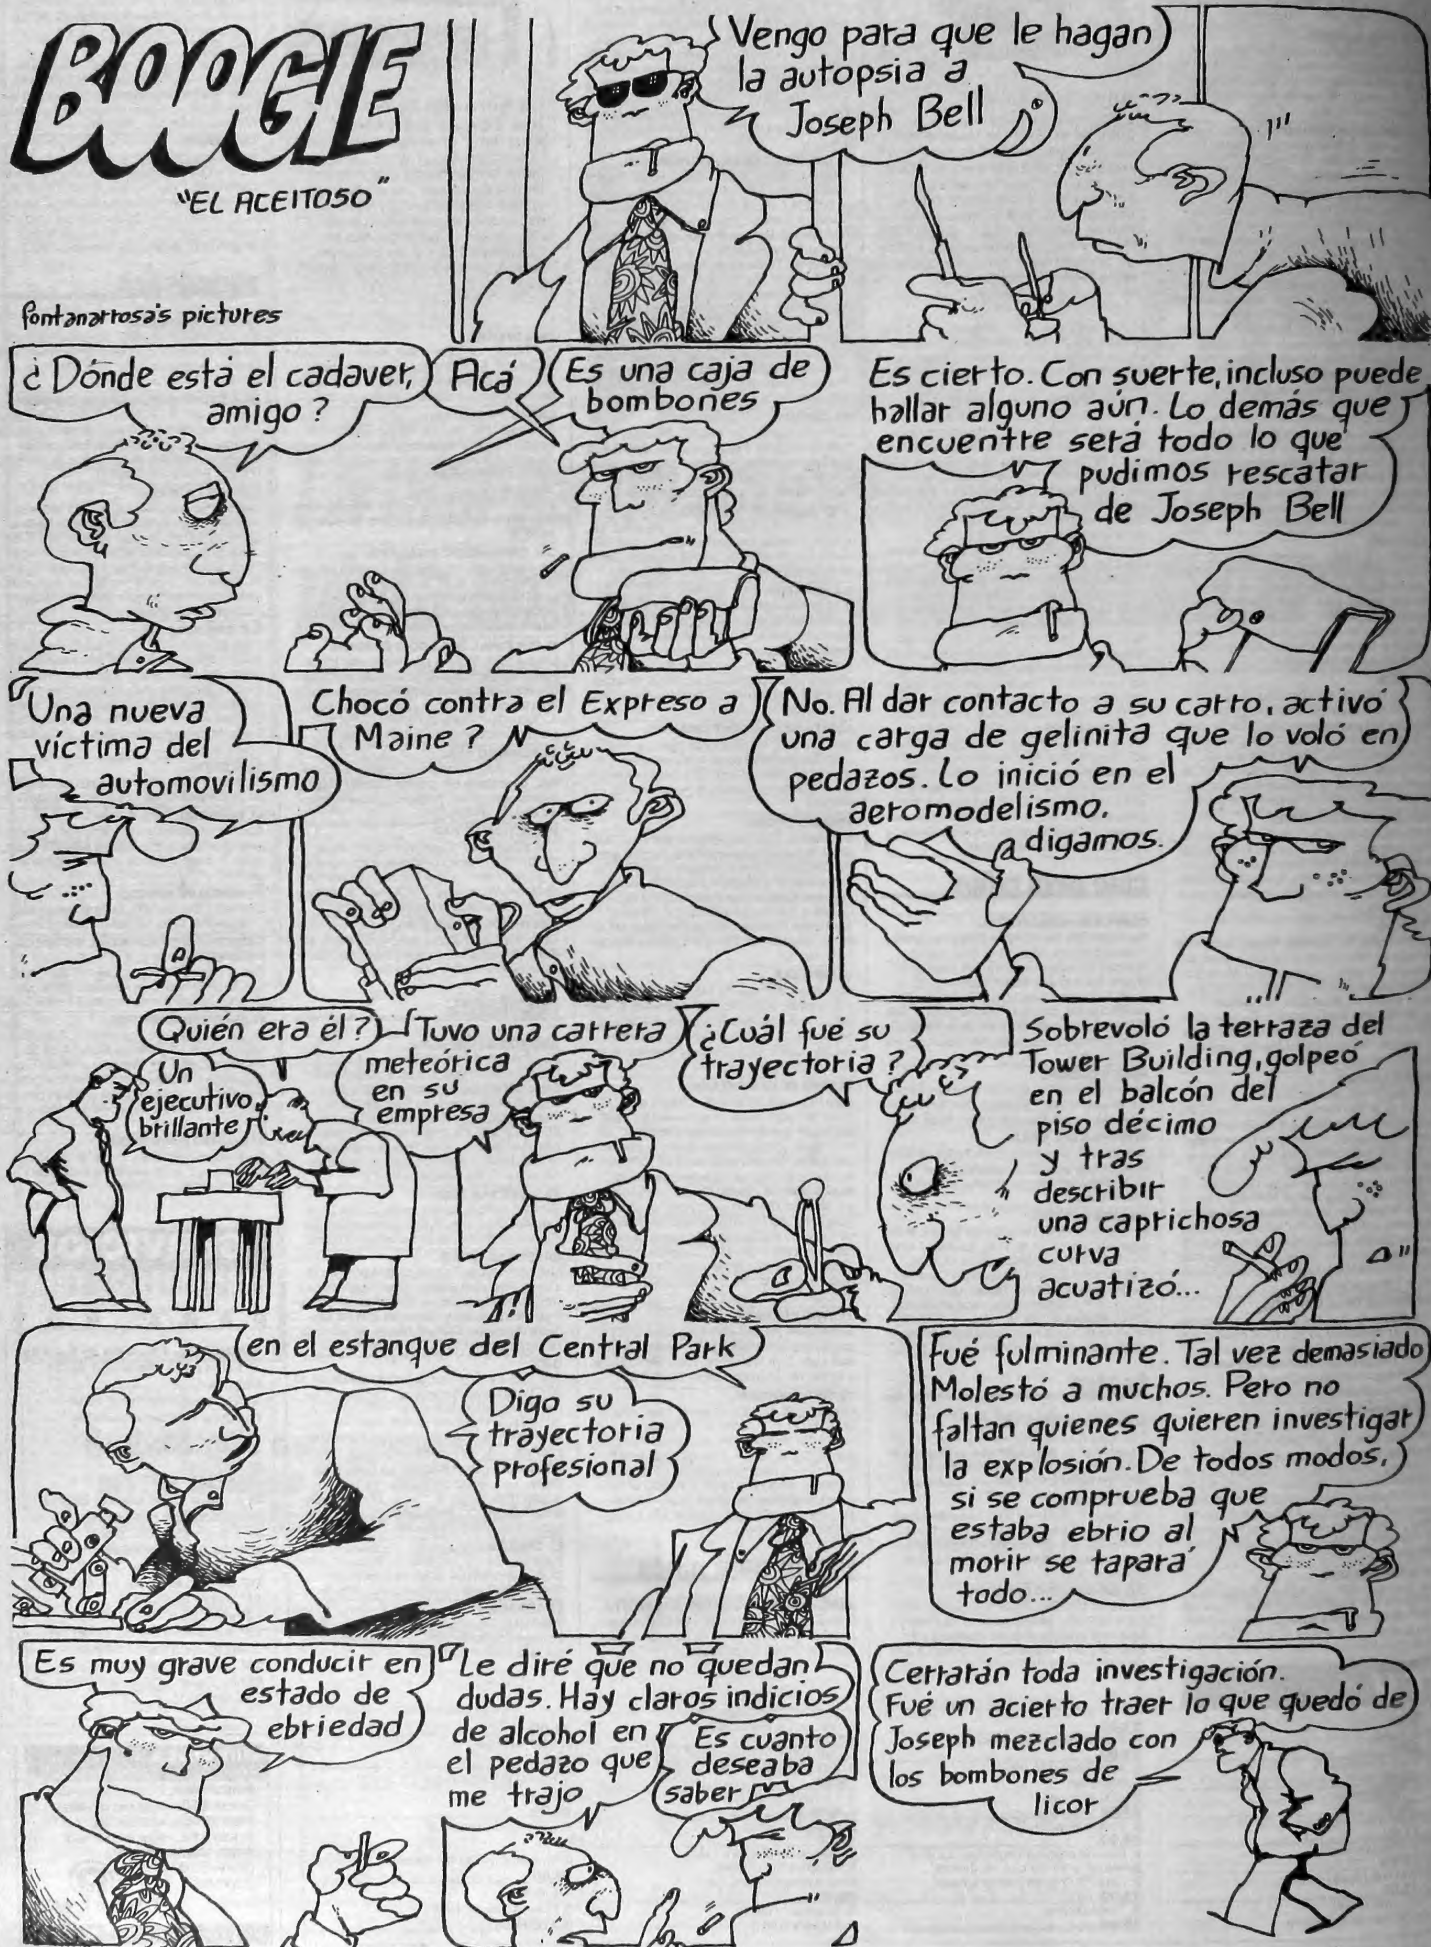 BOOGIE
"EL ACEITOSO"
fontanarrosa's pictures
Vengo para que le hagan
la autopsia a
Joseph Bell
¿Dónde está el cadaver,
amigo?
Acá
Es una caja de
bombones
Es cierto. Con suerte, incluso puede
hallar alguno aún. Lo demás que
encuentre será todo lo que
pudimos rescatar
de Joseph Bell
Una nueva
víctima del
automovilismo
Chocó contra el Expreso a
Maine?
No. Al dar contacto a su carro, activó
una carga de gelinita que lo voló en
pedazos. Lo inició en el
aeromodelismo,
digamos.
Quién era él?
Un
ejecutivo
brillante
Tuvo una carrera
meteórica
en su
empresa
¿Cuál fué su
trayectoria?
Sobrevoló la terraza del
Tower Building, golpeó
en el balcón del
piso décimo
y tras
describir
una caprichosa
curva
acuatizó...
en el estanque del Central Park
Digo su
trayectoria
profesional
Fué fulminante. Tal vez demasiado
Molestó a muchos. Pero no
faltan quienes quieren investigar
la explosión. De todos modos,
si se comprueba que
estaba ebrio al
morir se tapará
todo...
Es muy grave conducir en
estado de
ebriedad
Le diré que no quedan
dudas. Hay claros indicios
de alcohol en
el pedazo que
me trajo
Es cuanto
deseaba
saber
Cerrarán toda investigación.
Fué un acierto traer lo que quedó de
Joseph mezclado con
los bombones de
licor